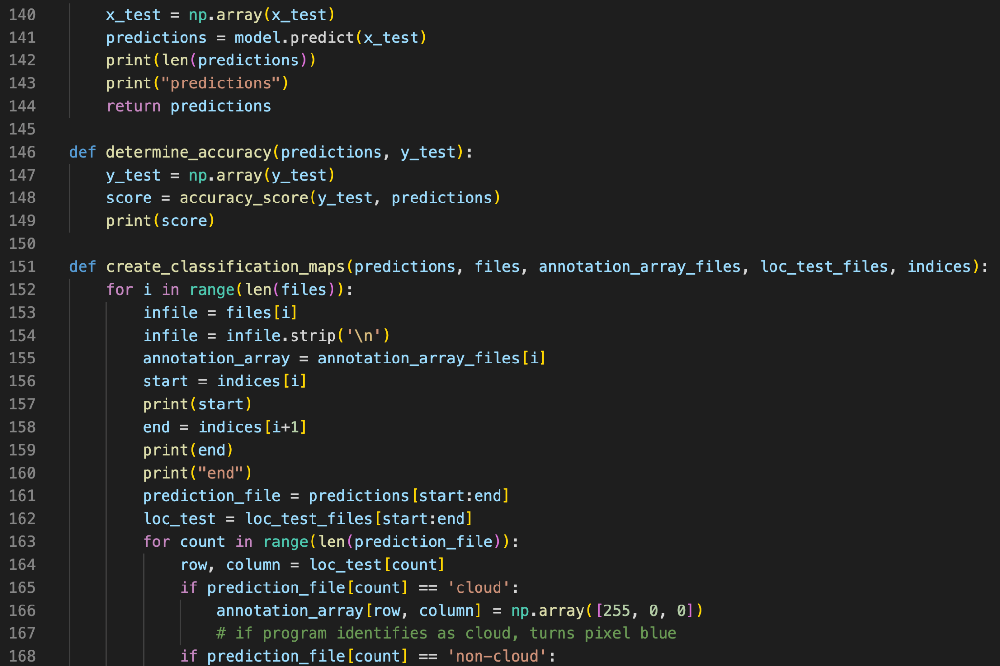 140 x_test = np.array(x_test)
141 predictions = model.predict(x_test)
142 print(len(predictions))
143 print("predictions")
144 return predictions
145
146 def determine_accuracy(predictions, y_test):
147 y_test = np.array(y_test)
148 score = accuracy_score(y_test, predictions)
149 print(score)
150
151 def create_classification_maps(predictions, files, annotation_array_files, loc_test_files, indices):
152 for i in range(len(files)):
153 infile = files[i]
154 infile = infile.strip('\n')
155 annotation_array = annotation_array_files[i]
156 start = indices[i]
157 print(start)
158 end = indices[i+1]
159 print(end)
160 print("end")
161 prediction_file = predictions[start:end]
162 loc_test = loc_test_files[start:end]
163 for count in range(len(prediction_file)):
164 row, column = loc_test[count]
165 if prediction_file[count] == 'cloud':
166 annotation_array[row, column] = np.array([255, 0, 0])
167 # if program identifies as cloud, turns pixel blue
168 if prediction_file[count] == 'non-cloud':